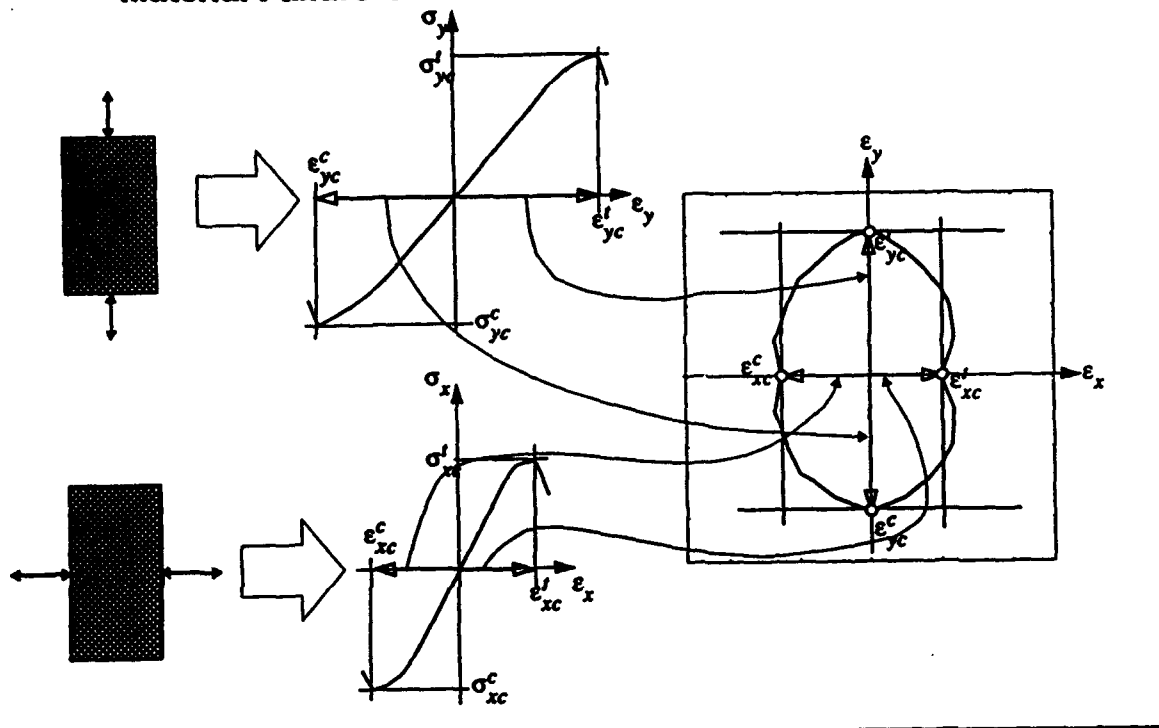 σ_y
σ^t_yc
ε^c_yc
ε^t_yc
ε_y
σ^c_yc
ε_y
ε^t_yc
ε^c_xc
ε^t_xc
ε_x
ε^c_yc
σ_x
σ^t_xc
ε^c_xc
ε^t_xc
ε_x
σ^c_xc